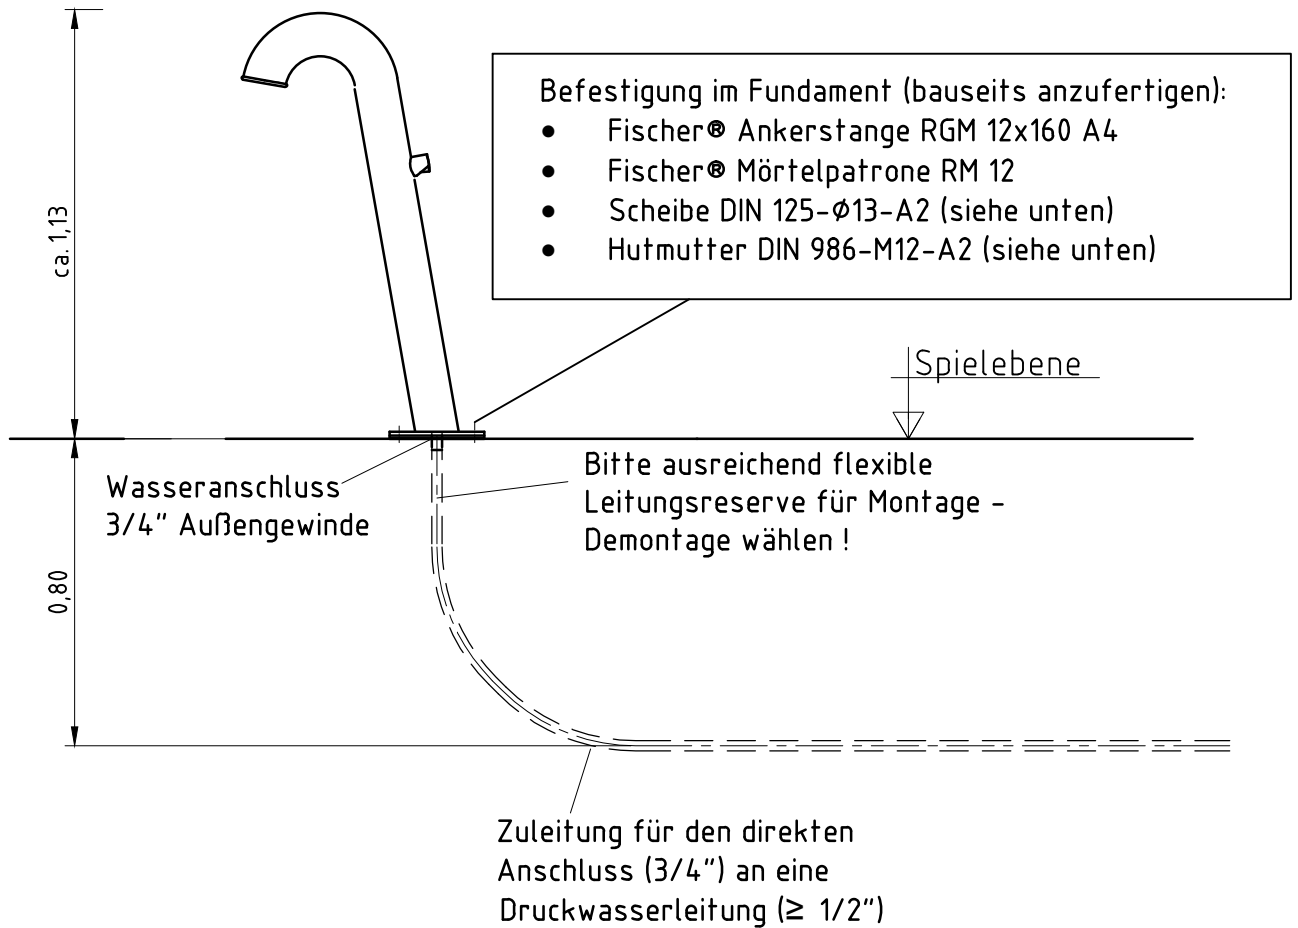 Befestigung im Fundament (bauseits anzufertigen):
● Fischer® Ankerstange RGM 12x160 A4
● Fischer® Mörtelpatrone RM 12
● Scheibe DIN 125-Ø13-A2 (siehe unten)
● Hutmutter DIN 986-M12-A2 (siehe unten)
ca. 1,13
Spielebene
Wasseranschluss
3/4" Außengewinde
Bitte ausreichend flexible
Leitungsreserve für Montage -
Demontage wählen !
0,80
Zuleitung für den direkten
Anschluss (3/4") an eine
Druckwasserleitung (≥ 1/2")